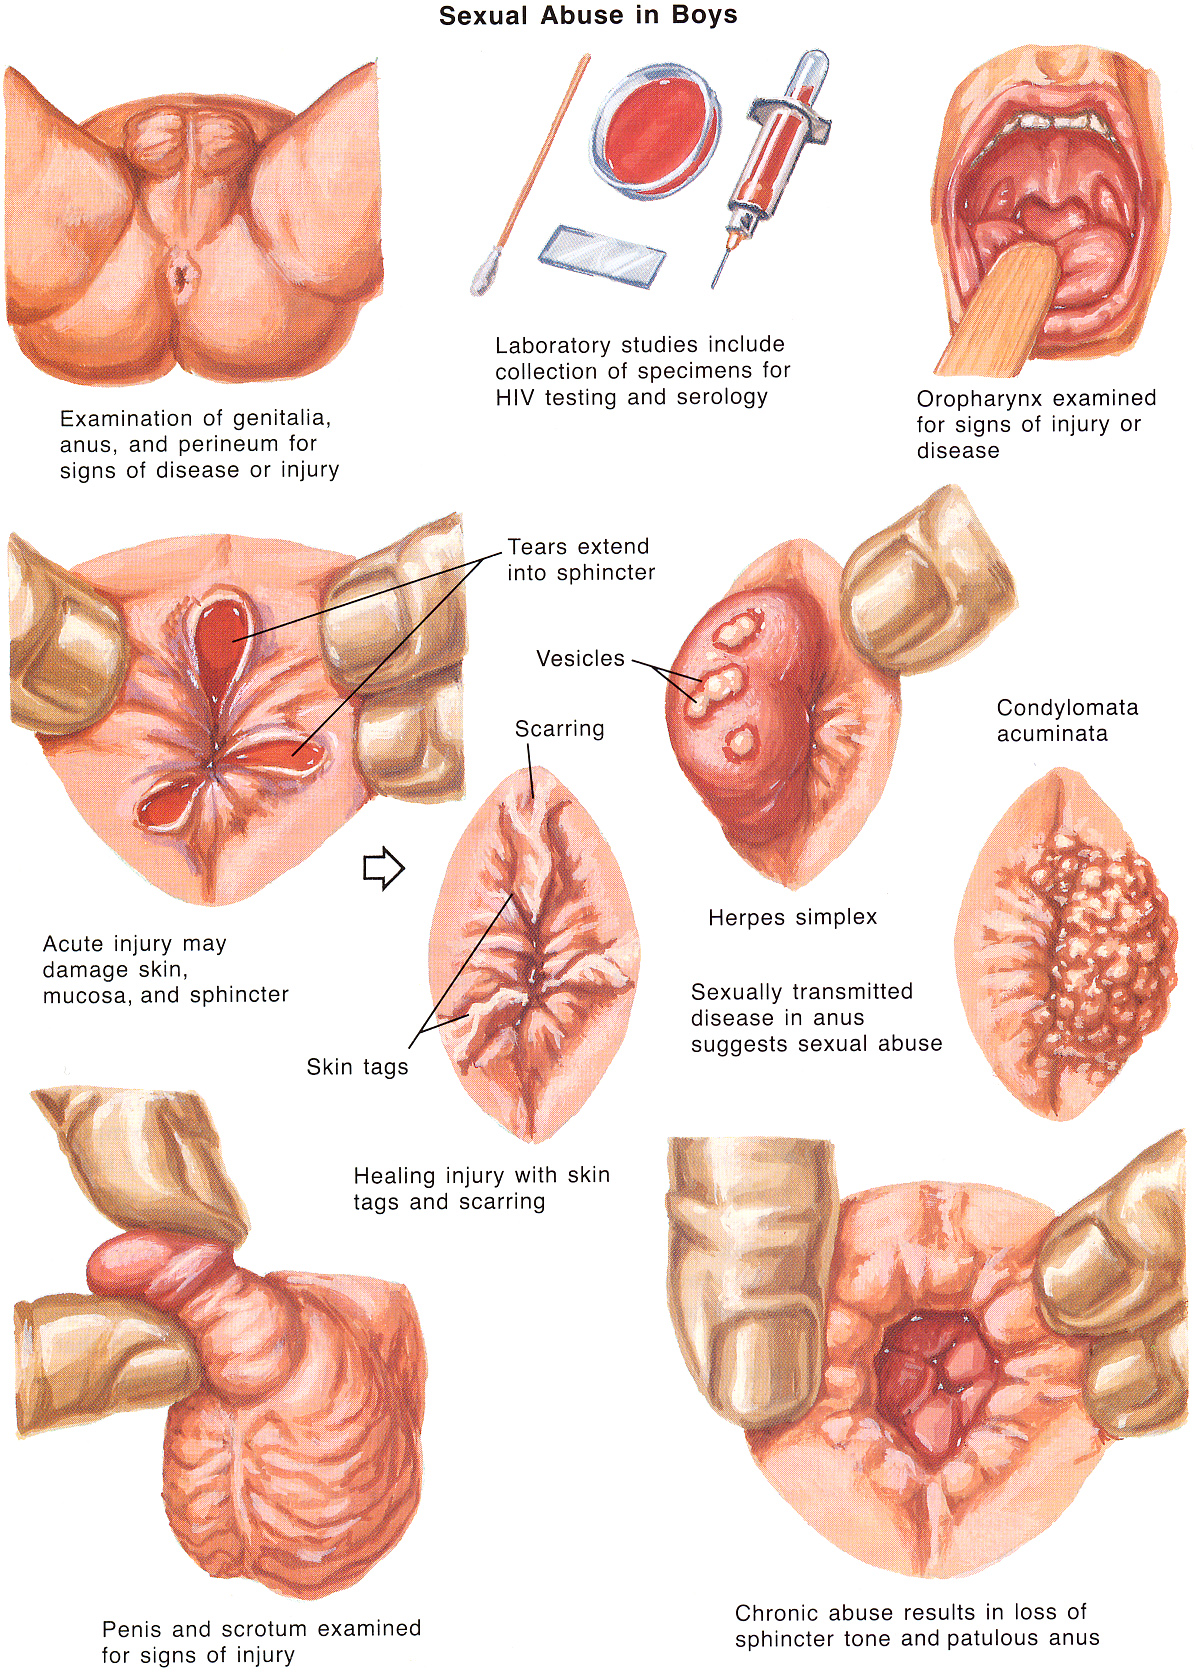 Sexual Abuse in Boys
Examination of genitalia,
anus, and perineum for
signs of disease or injury
Laboratory studies include
collection of specimens for
HIV testing and serology
Oropharynx examined
for signs of injury or
disease
Tears extend
into sphincter
Vesicles
Scarring
Condylomata
acuminata
Acute injury may
damage skin,
mucosa, and sphincter
Skin tags
Herpes simplex
Sexually transmitted
disease in anus
suggests sexual abuse
Healing injury with skin
tags and scarring
Penis and scrotum examined
for signs of injury
Chronic abuse results in loss of
sphincter tone and patulous anus